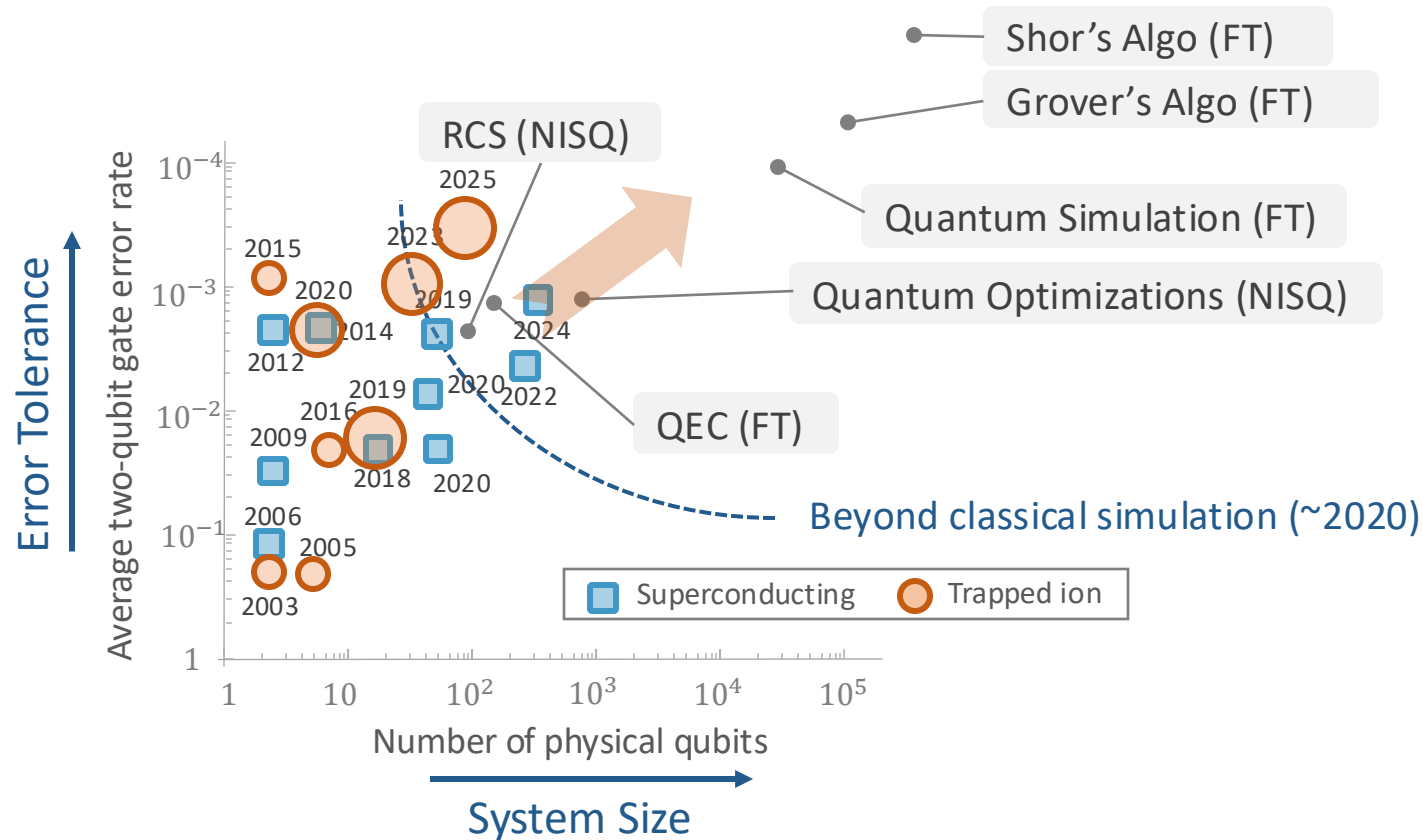 Shor's Algo (FT)
Grover's Algo (FT)
RCS (NISQ)
Quantum Simulation (FT)
Quantum Optimizations (NISQ)
QEC (FT)
Beyond classical simulation (~2020)
Error Tolerance
Average two-qubit gate error rate
10⁻⁴
10⁻³
10⁻²
10⁻¹
1
2025
2015
2023
2020
2019
2014
2012
2024
2019
2020
2022
2016
2009
2018
2020
2006
2005
2003
Superconducting
Trapped ion
1
10
10²
10³
10⁴
10⁵
Number of physical qubits
System Size